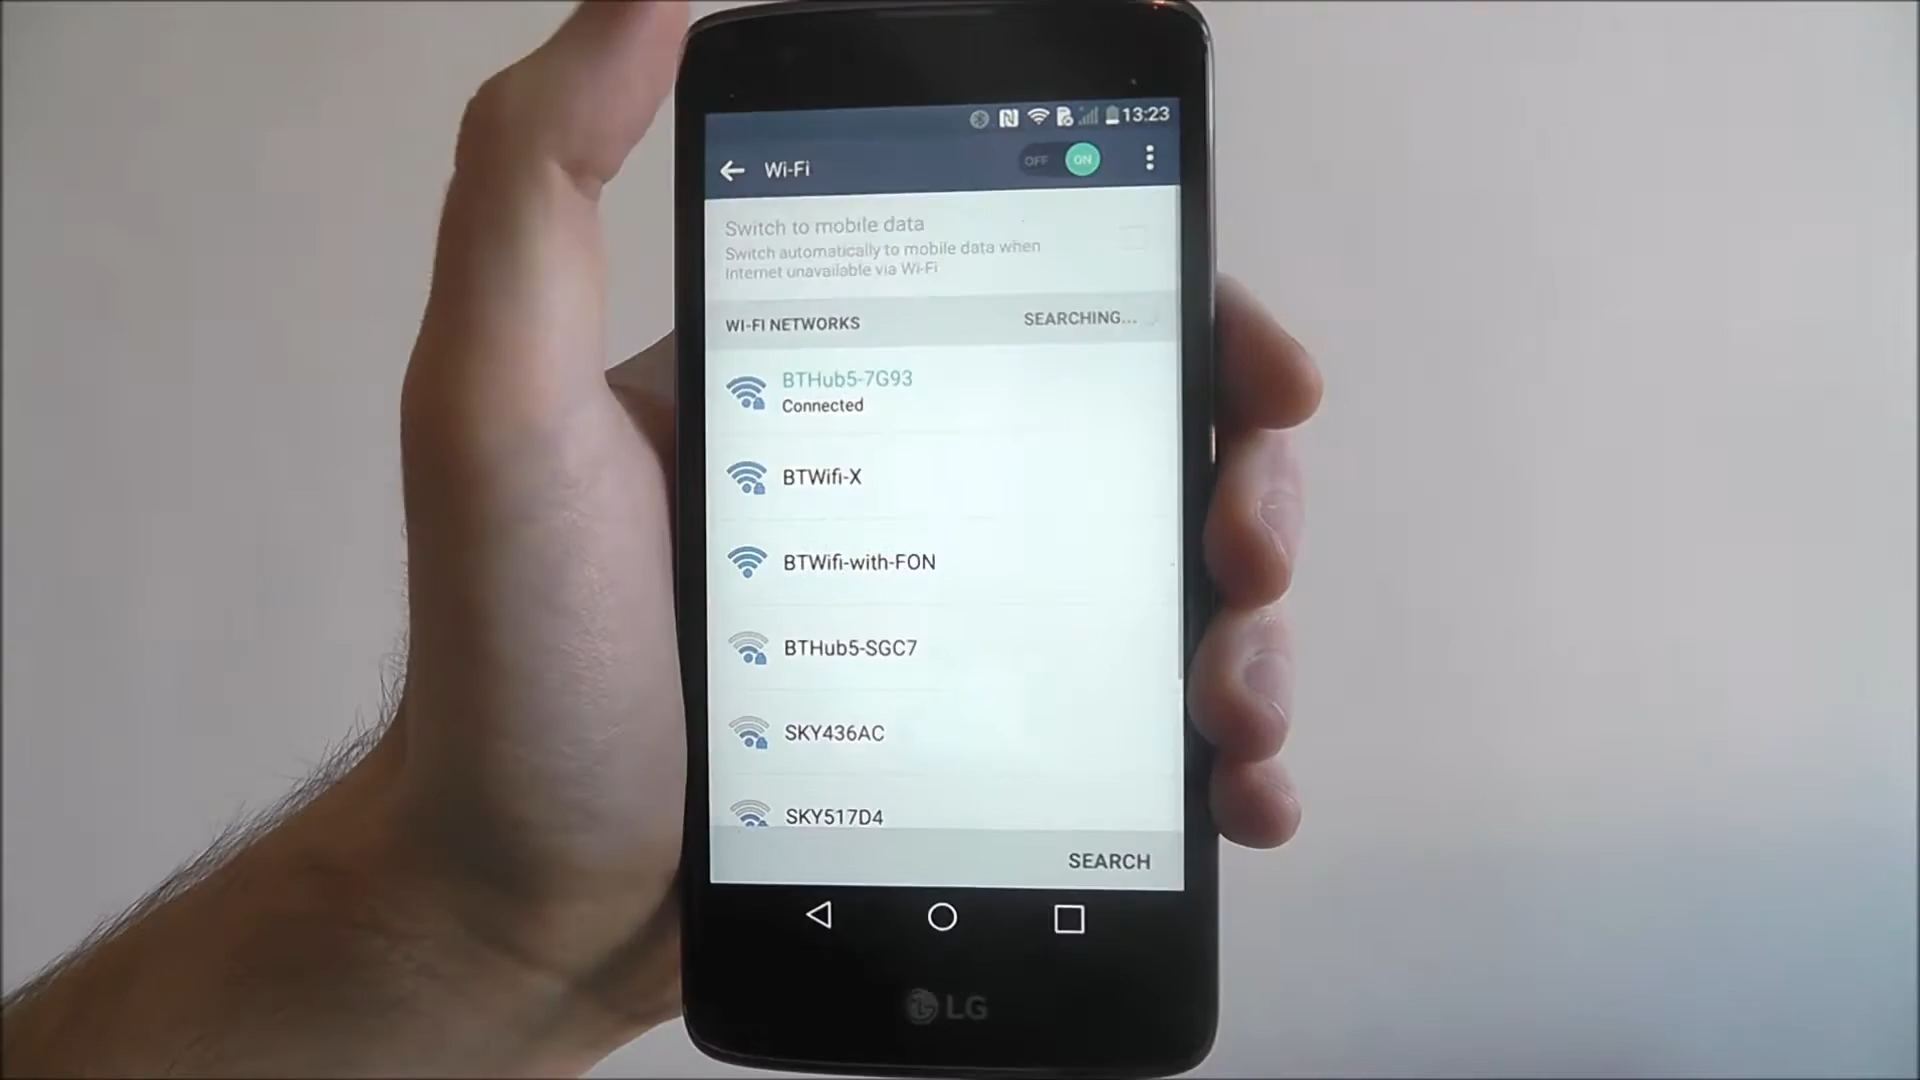 13:23
Wi-Fi
OFF ON
Switch to mobile data
Switch automatically to mobile data when
Internet unavailable via Wi-Fi
WI-FI NETWORKS SEARCHING...
BTHub5-7G93
Connected
BTWifi-X
BTWifi-with-FON
BTHub5-SGC7
SKY436AC
SKY517D4
SEARCH
LG